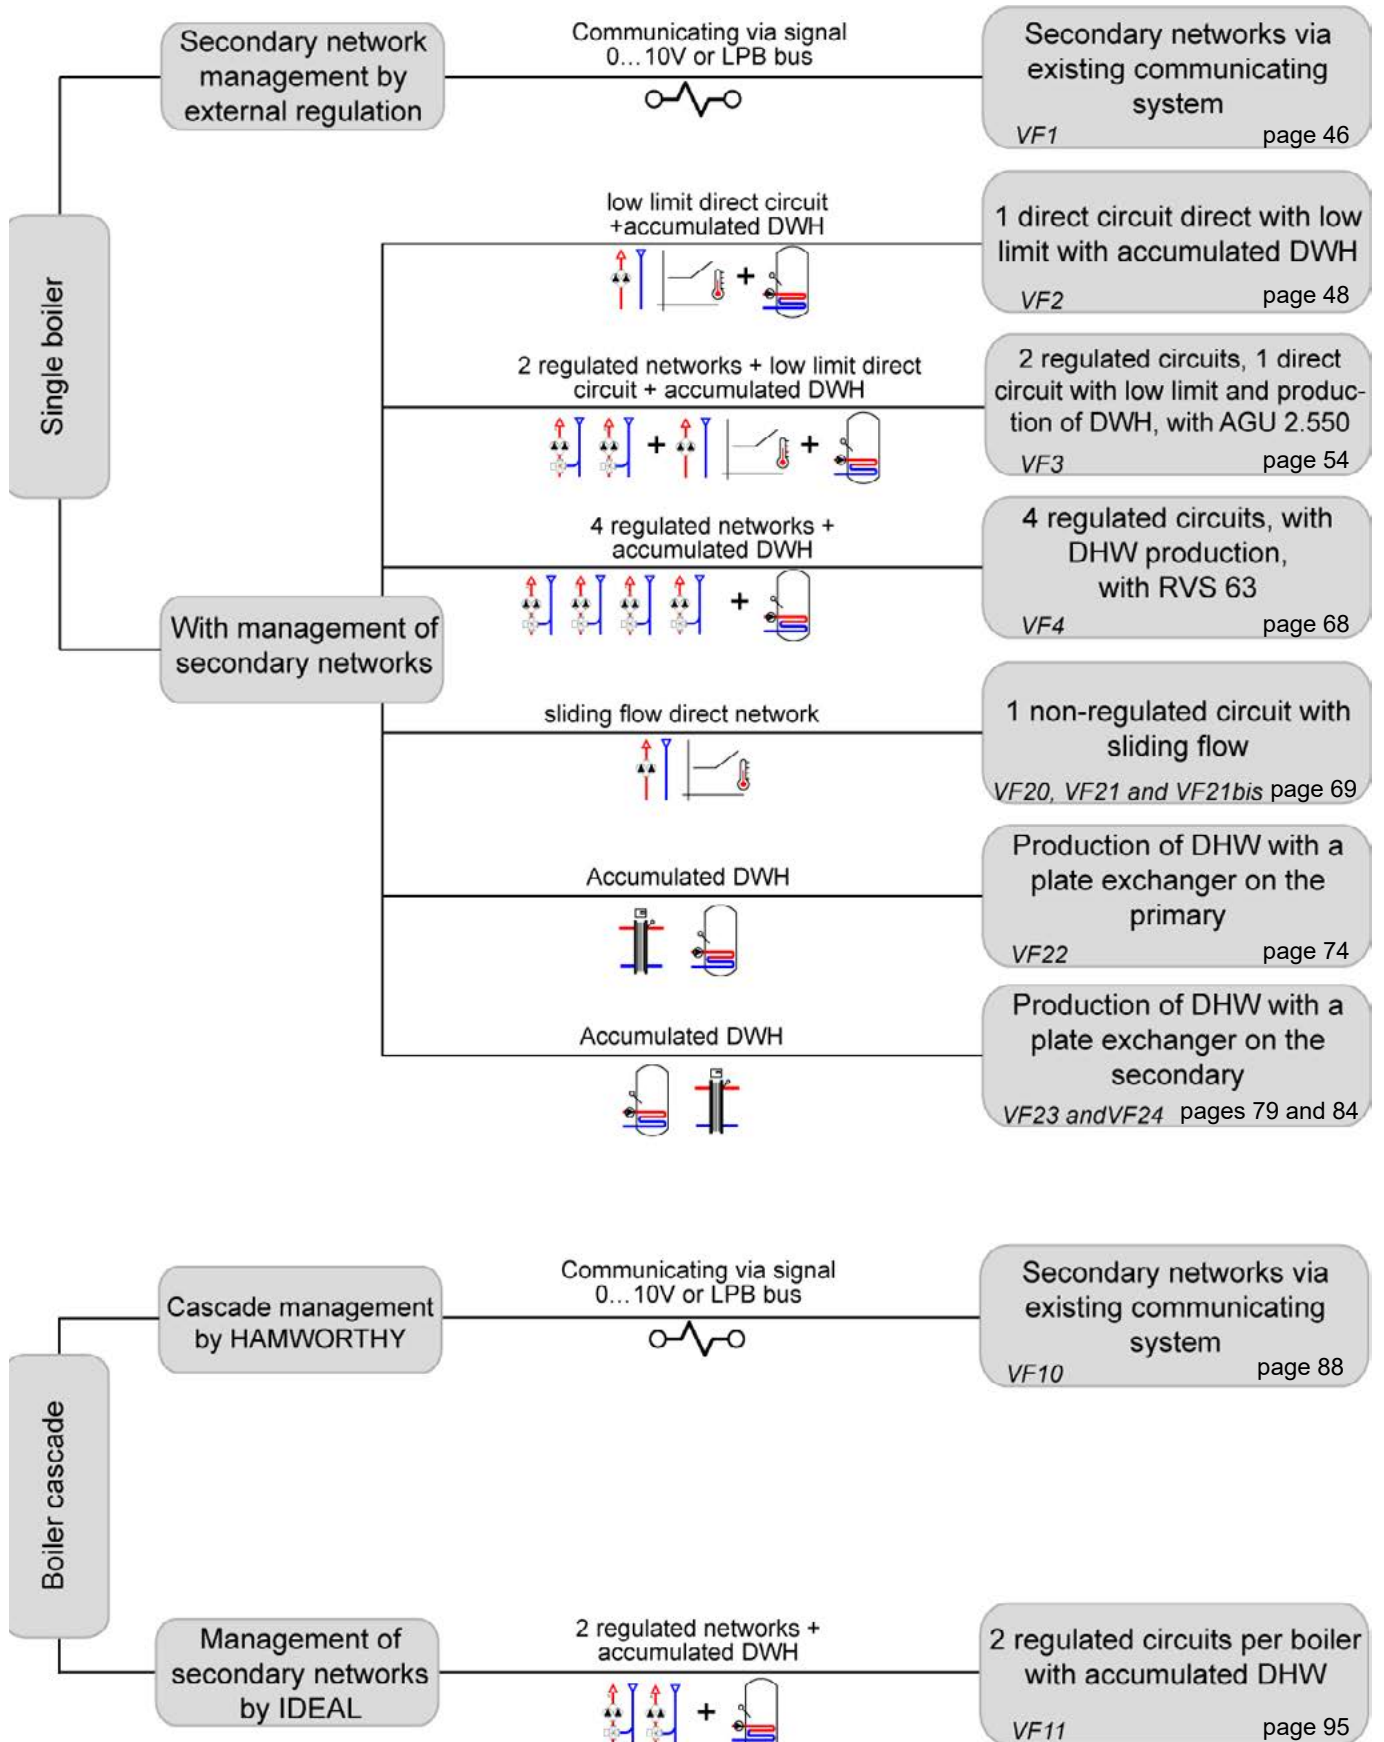 Secondary network
management by
external regulation
Communicating via signal
0...10V or LPB bus
Secondary networks via
existing communicating
system
VF1 page 46
Single boiler
low limit direct circuit
+accumulated DWH
1 direct circuit direct with low
limit with accumulated DWH
VF2 page 48
2 regulated networks + low limit direct
circuit + accumulated DWH
2 regulated circuits, 1 direct
circuit with low limit and produc-
tion of DWH, with AGU 2.550
VF3 page 54
4 regulated networks +
accumulated DWH
4 regulated circuits, with
DHW production,
with RVS 63
VF4 page 68
With management of
secondary networks
sliding flow direct network
1 non-regulated circuit with
sliding flow
VF20, VF21 and VF21bis page 69
Accumulated DWH
Production of DHW with a
plate exchanger on the
primary
VF22 page 74
Accumulated DWH
Production of DHW with a
plate exchanger on the
secondary
VF23 andVF24 pages 79 and 84
Boiler cascade
Cascade management
by HAMWORTHY
Communicating via signal
0...10V or LPB bus
Secondary networks via
existing communicating
system
VF10 page 88
Management of
secondary networks
by IDEAL
2 regulated networks +
accumulated DWH
2 regulated circuits per boiler
with accumulated DHW
VF11 page 95